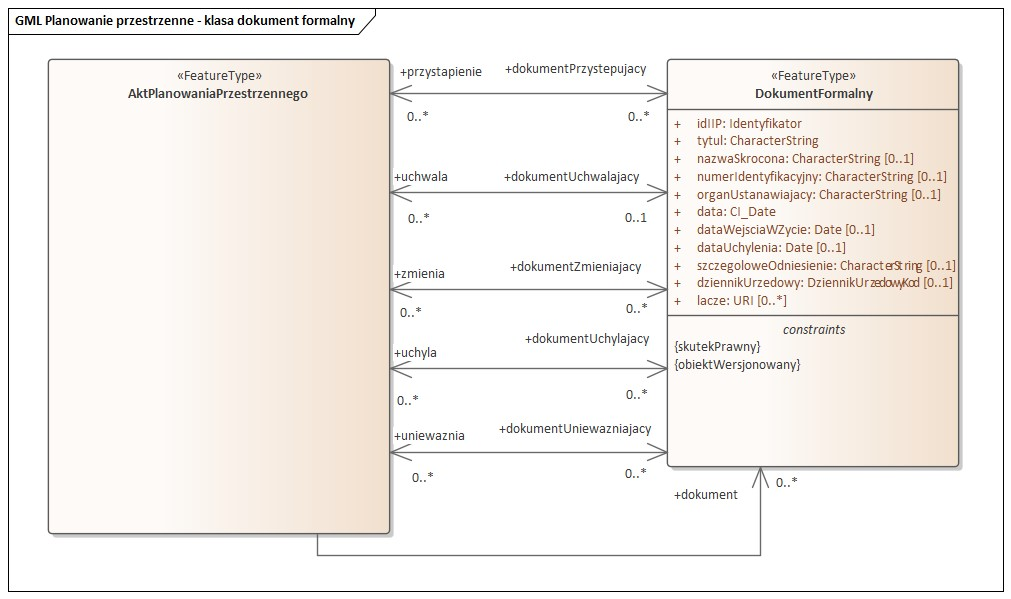 GML Planowanie przestrzenne - klasa dokument formalny
«FeatureType»
AktPlanowaniaPrzestrzennego
+przystapienie
+dokumentPrzystepujacy
0..*
0..*
+uchwala
+dokumentUchwalajacy
0..*
0..1
+zmienia
+dokumentZmieniajacy
0..*
0..*
+uchyla
+dokumentUchylajacy
0..*
0..*
+uniewaznia
+dokumentUniewazniajacy
0..*
0..*
+dokument
0..*
«FeatureType»
DokumentFormalny
+ idIIP: Identyfikator
+ tytul: CharacterString
+ nazwaSkrocona: CharacterString [0..1]
+ numerIdentyfikacyjny: CharacterString [0..1]
+ organUstanawiajacy: CharacterString [0..1]
+ data: CI_Date
+ dataWejsciaWZycie: Date [0..1]
+ dataUchylenia: Date [0..1]
+ szczegoloweOdniesienie: CharacterString [0..1]
+ dziennikUrzedowy: DziennikUrzedowyKod [0..1]
+ lacze: URI [0..*]
constraints
{skutekPrawny}
{obiektWersjonowany}